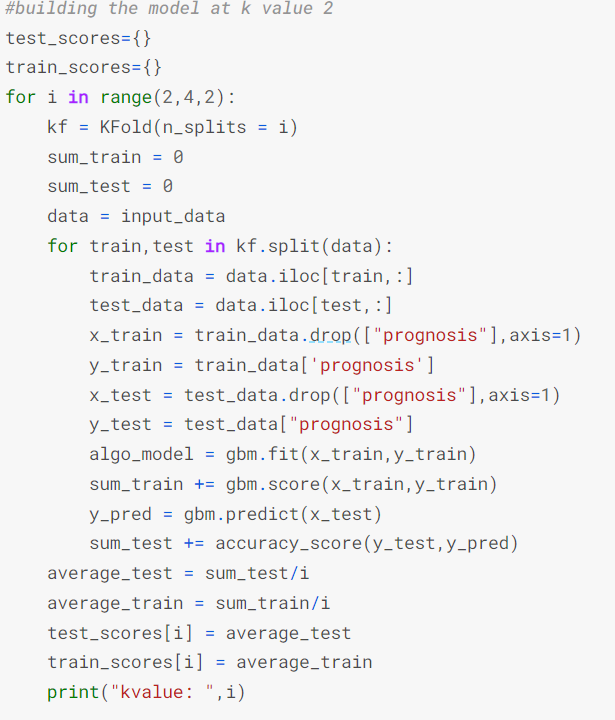 #building the model at k value 2
test_scores={}
train_scores={}
for i in range(2,4,2):
    kf = KFold(n_splits = i)
    sum_train = 0
    sum_test = 0
    data = input_data
    for train,test in kf.split(data):
        train_data = data.iloc[train,:]
        test_data = data.iloc[test,:]
        x_train = train_data.drop(["prognosis"],axis=1)
        y_train = train_data['prognosis']
        x_test = test_data.drop(["prognosis"],axis=1)
        y_test = test_data["prognosis"]
        algo_model = gbm.fit(x_train,y_train)
        sum_train += gbm.score(x_train,y_train)
        y_pred = gbm.predict(x_test)
        sum_test += accuracy_score(y_test,y_pred)
    average_test = sum_test/i
    average_train = sum_train/i
    test_scores[i] = average_test
    train_scores[i] = average_train
    print("kvalue: ",i)